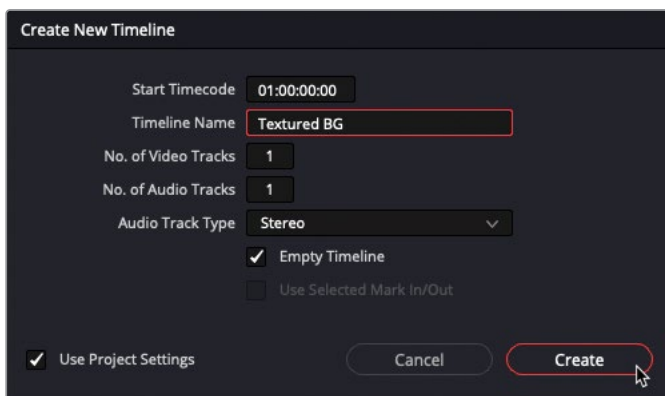 Create New Timeline
Start Timecode 01:00:00:00
Timeline Name Textured BG
No. of Video Tracks 1
No. of Audio Tracks 1
Audio Track Type Stereo
Empty Timeline
Use Selected Mark In/Out
Use Project Settings Cancel Create